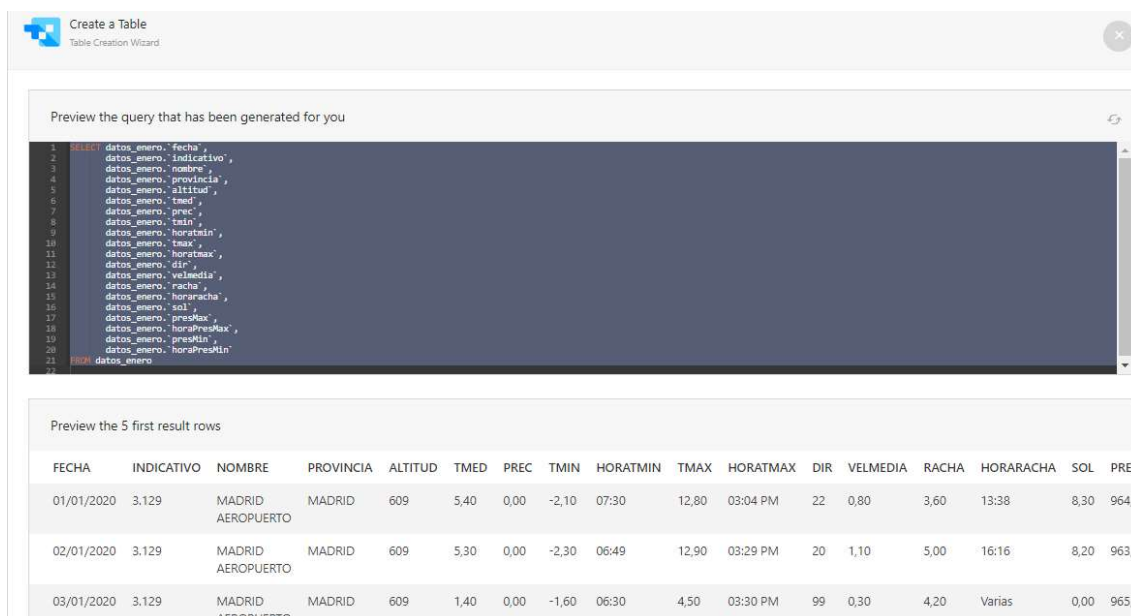 Create a Table
Table Creation Wizard
Preview the query that has been generated for you
1 SELECT datos_enero.`fecha`,
2 datos_enero.`indicativo`,
3 datos_enero.`nombre`,
4 datos_enero.`provincia`,
5 datos_enero.`altitud`,
6 datos_enero.`tmed`,
7 datos_enero.`prec`,
8 datos_enero.`tmin`,
9 datos_enero.`horatmin`,
10 datos_enero.`tmax`,
11 datos_enero.`horatmax`,
12 datos_enero.`dir`,
13 datos_enero.`velmedia`,
14 datos_enero.`racha`,
15 datos_enero.`horaracha`,
16 datos_enero.`sol`,
17 datos_enero.`presMax`,
18 datos_enero.`horaPresMax`,
19 datos_enero.`presMin`,
20 datos_enero.`horaPresMin`
21 FROM datos_enero
22
Preview the 5 first result rows
FECHA INDICATIVO NOMBRE PROVINCIA ALTITUD TMED PREC TMIN HORATMIN TMAX HORATMAX DIR VELMEDIA RACHA HORARACHA SOL PRE
01/01/2020 3.129 MADRID MADRID 609 5,40 0,00 -2,10 07:30 12,80 03:04 PM 22 0,80 3,60 13:38 8,30 964,
AEROPUERTO
02/01/2020 3.129 MADRID MADRID 609 5,30 0,00 -2,30 06:49 12,90 03:29 PM 20 1,10 5,00 16:16 8,20 963,
AEROPUERTO
03/01/2020 3.129 MADRID MADRID 609 1,40 0,00 -1,60 06:30 4,50 03:30 PM 99 0,30 4,20 Varias 0,00 965
AEROPUERTO